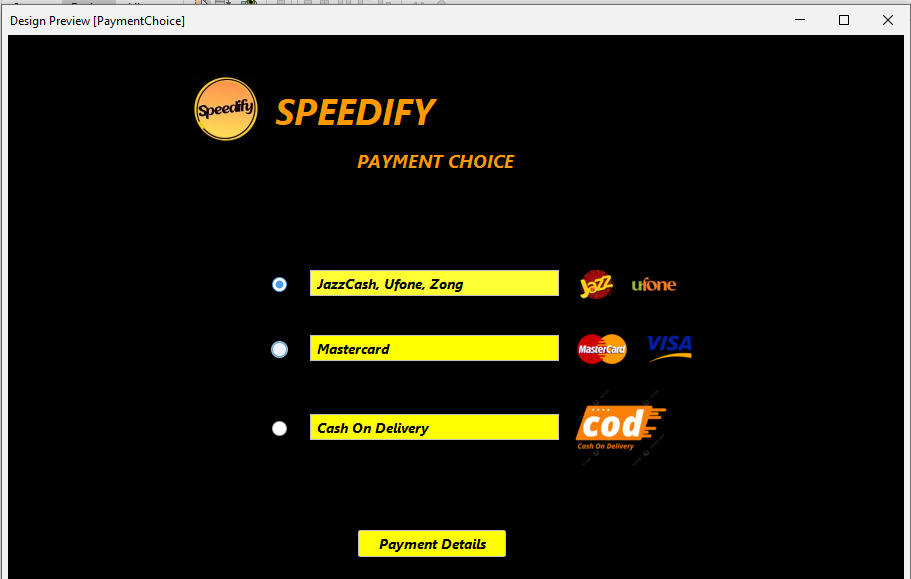 Design Preview [PaymentChoice]
Speedify
SPEEDIFY
PAYMENT CHOICE
JazzCash, Ufone, Zong
Jazz
ufone
Mastercard
MasterCard
VISA
Cash On Delivery
cod
Cash On Delivery
Payment Details